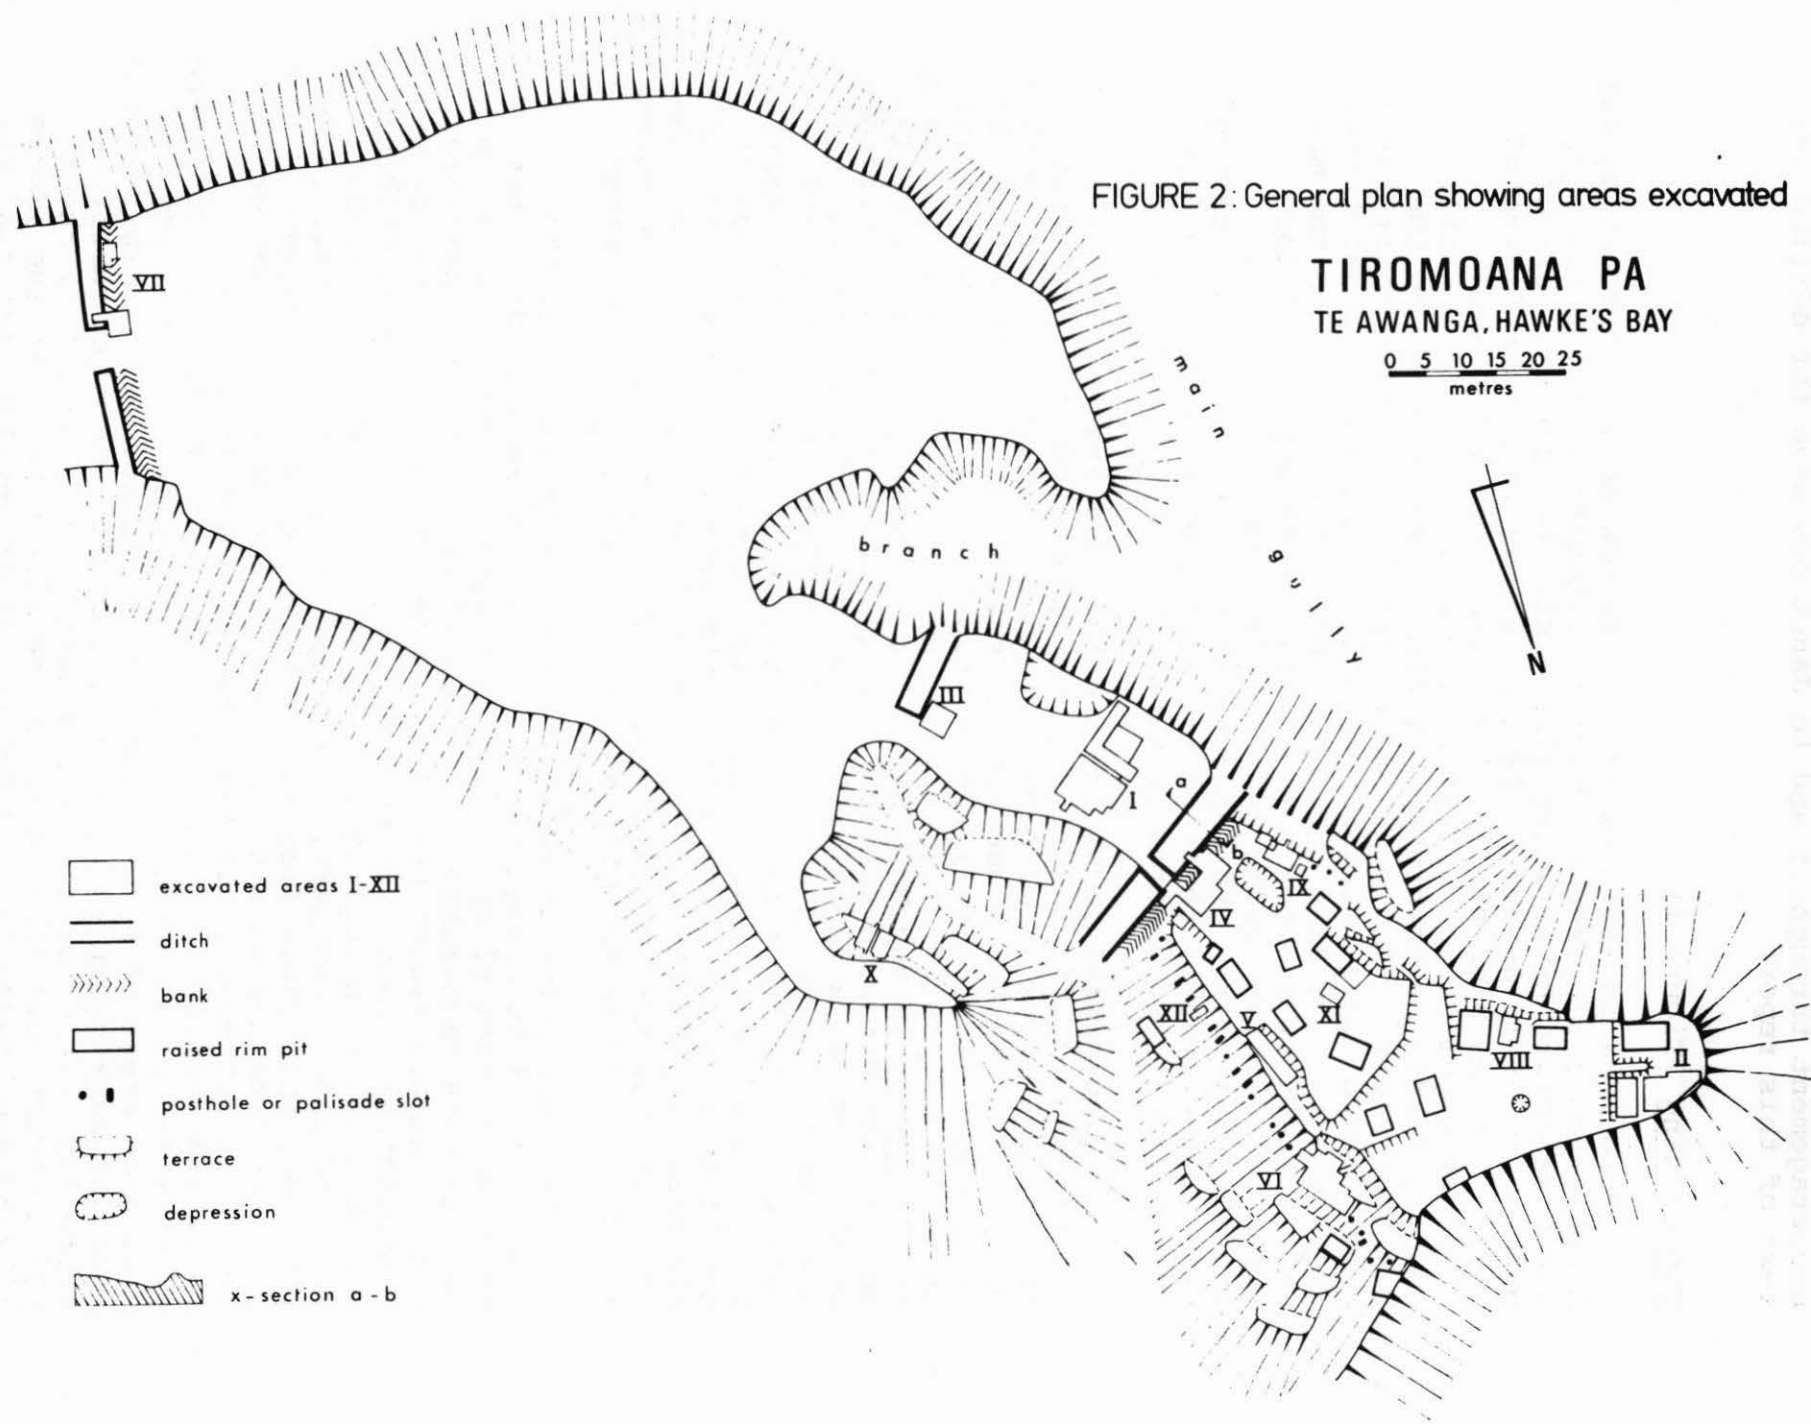 FIGURE 2: General plan showing areas excavated
TIROMOANA PA
TE AWANGA, HAWKE'S BAY
0 5 10 15 20 25
metres
main
gully
branch
N
VII
III
I
a
b
IX
IV
X
XII
V
XI
VIII
II
VI
excavated areas I-XII
ditch
bank
raised rim pit
posthole or palisade slot
terrace
depression
x-section a-b